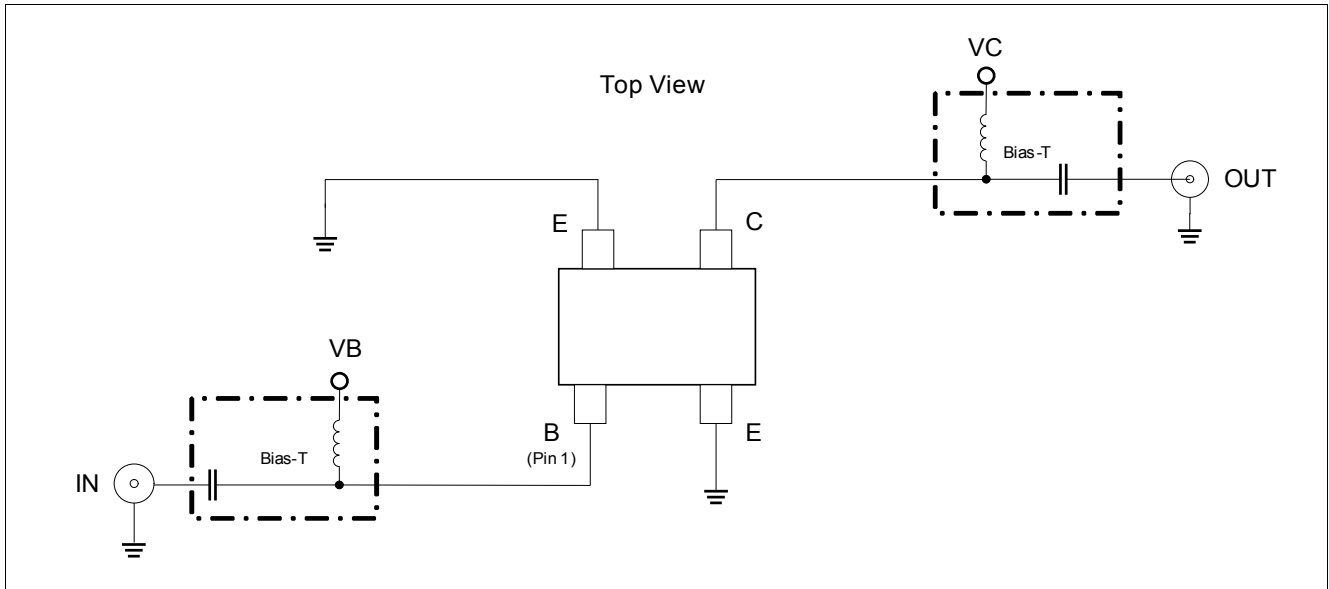 VC
Top View
Bias-T
OUT
E
C
VB
B
E
(Pin 1)
Bias-T
IN